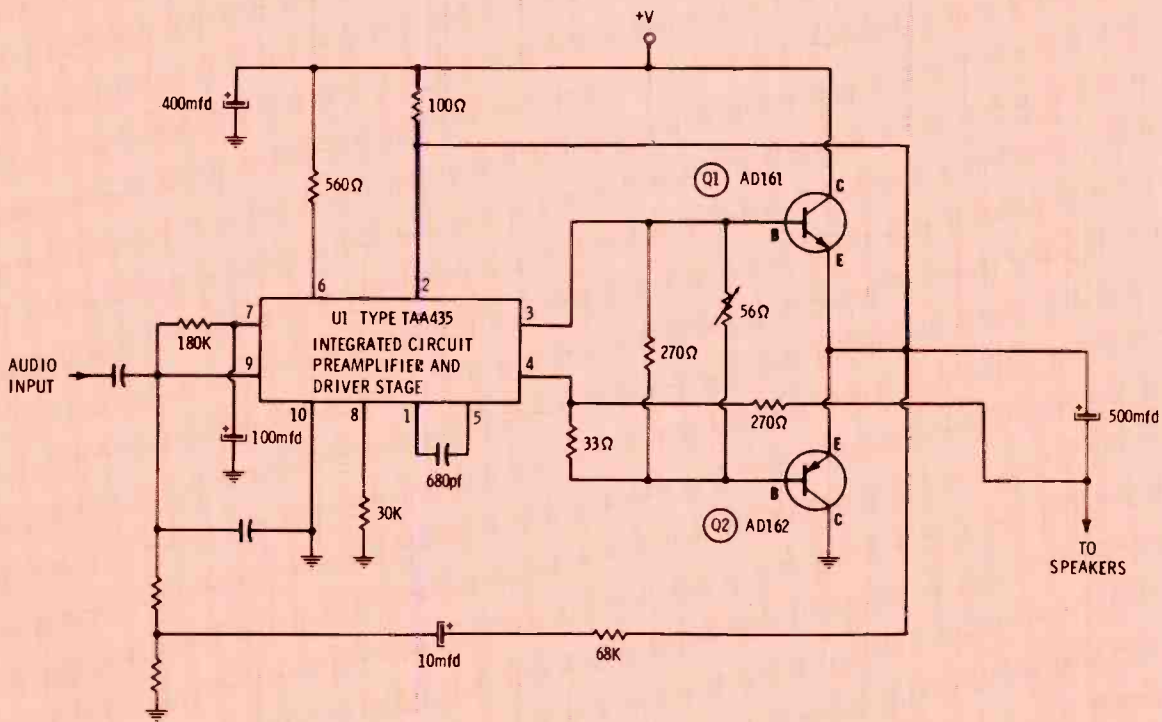 +V
400mfd
+
100Ω
560Ω
Q1 AD161
C
B
E
6
2
7
3
U1 TYPE TAA435
INTEGRATED CIRCUIT
PREAMPLIFIER AND
DRIVER STAGE
180K
9
4
AUDIO
INPUT
10
8
1
5
56Ω
270Ω
270Ω
+
500mfd
+
100mfd
33Ω
680pf
30K
E
B
C
Q2 AD162
TO
SPEAKERS
+
10mfd
68K